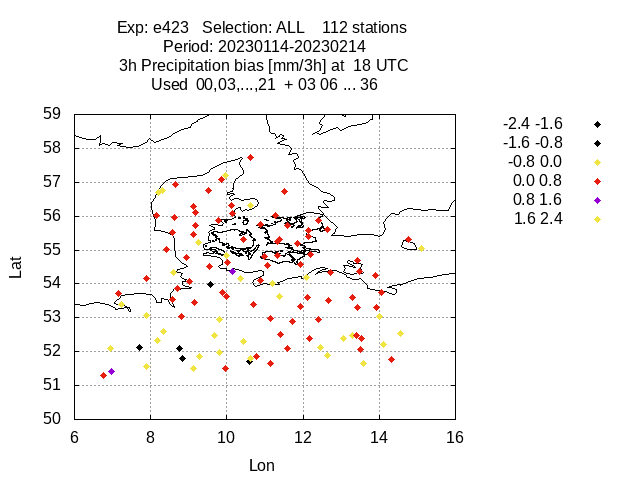 Exp: e423 Selection: ALL 112 stations
Period: 20230114-20230214
3h Precipitation bias [mm/3h] at 18 UTC
Used 00,03,...,21 + 03 06 ... 36
-2.4 -1.6
-1.6 -0.8
-0.8 0.0
0.0 0.8
0.8 1.6
1.6 2.4
59
58
57
56
55
54
53
52
51
50
Lat
6 8 10 12 14 16
Lon